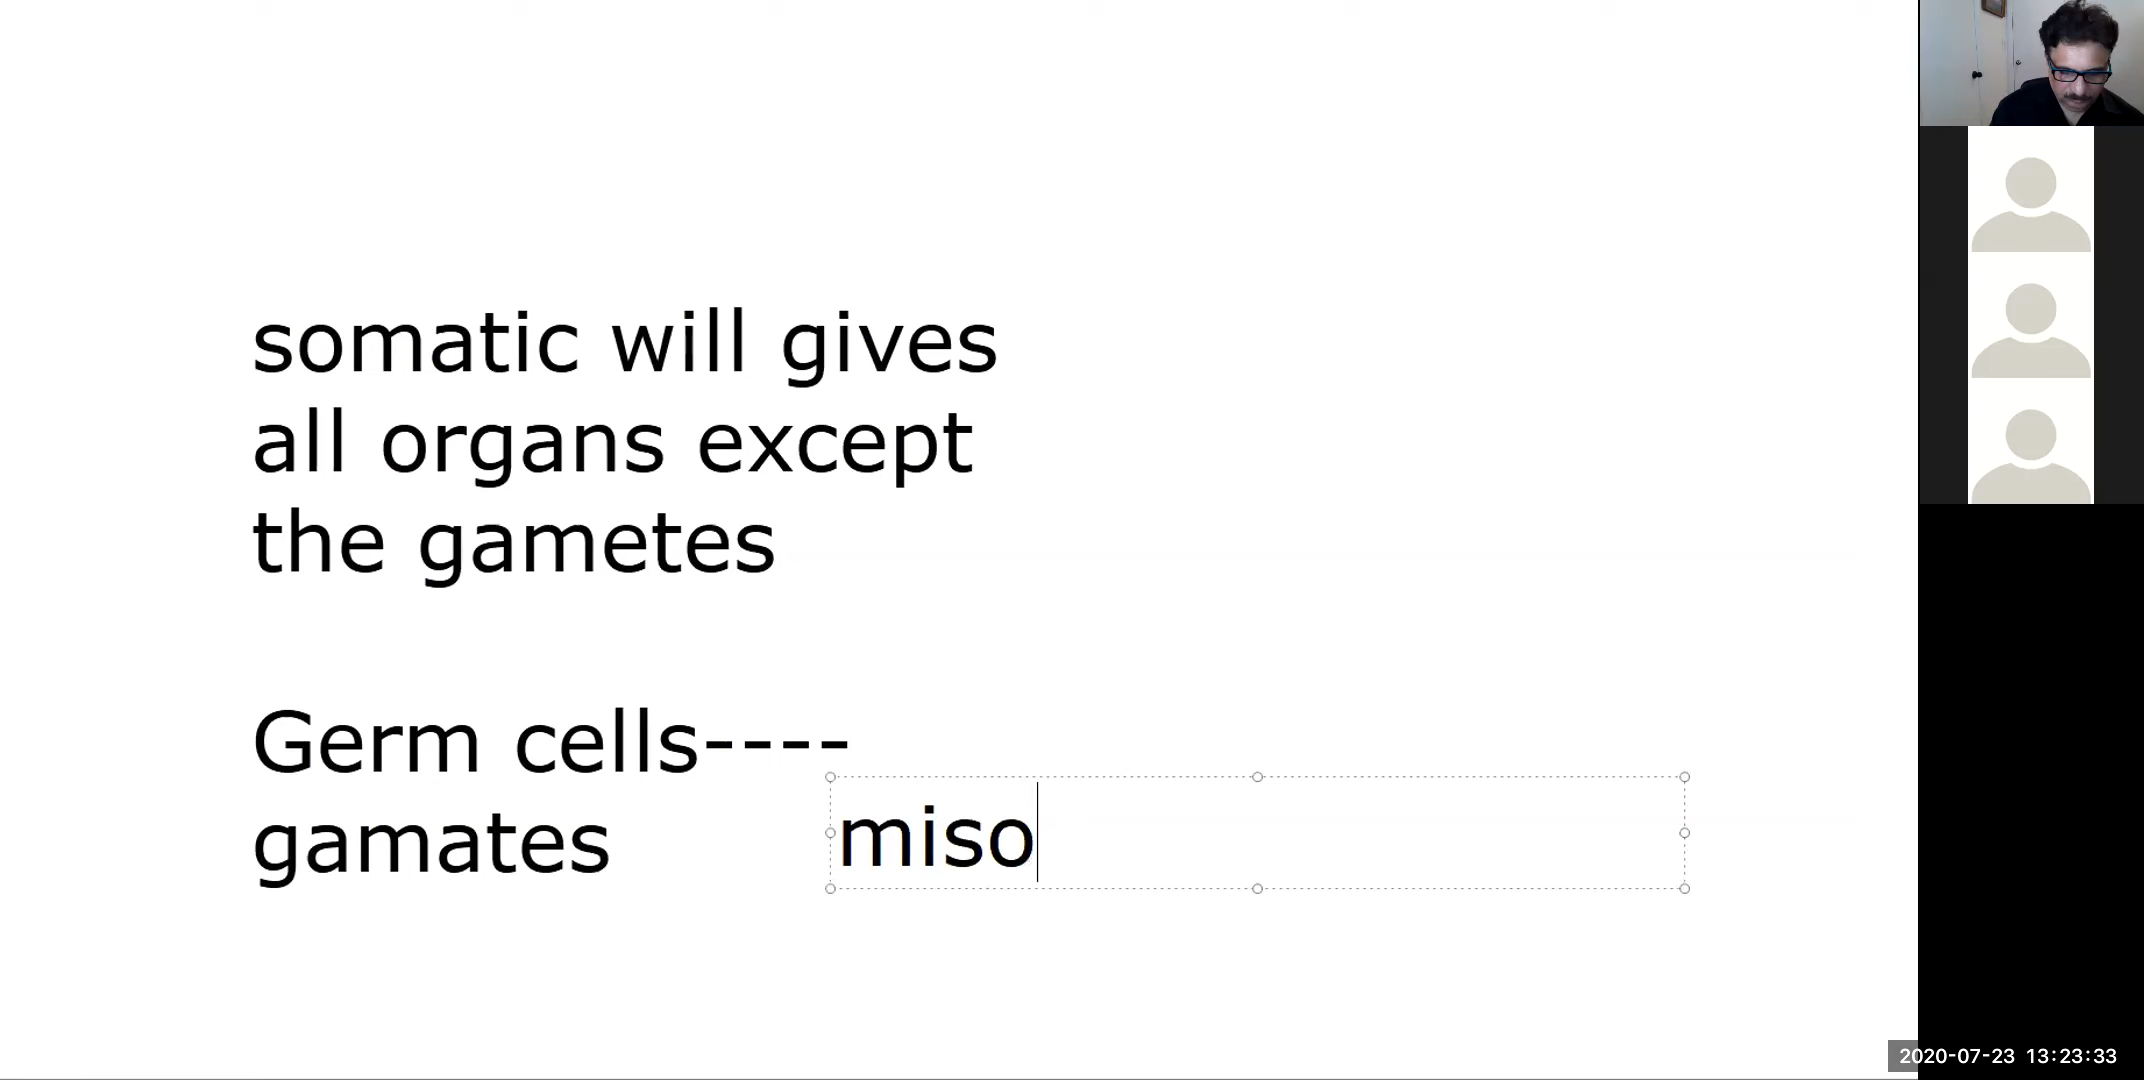 somatic will gives
all organs except
the gametes
Germ cells----
gamates
miso
2020-07-23 13:23:33